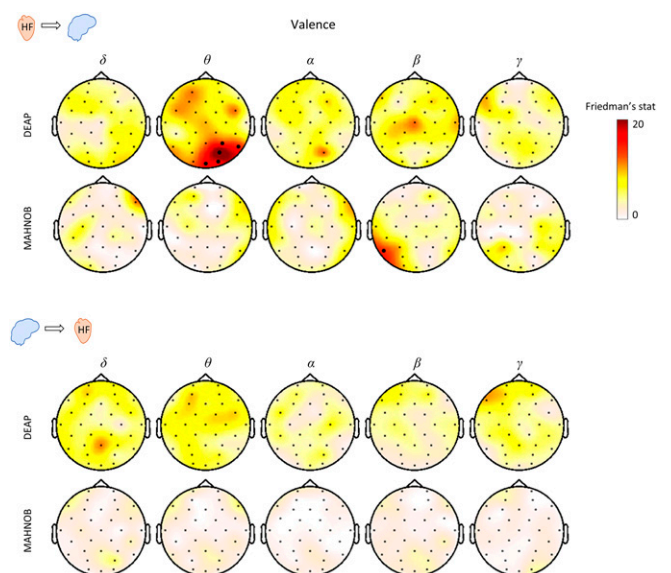 HF
Valence
δ θ α β γ
DEAP
Friedman's stat
20
0
MAHNOB
HF
δ θ α β γ
DEAP
MAHNOB